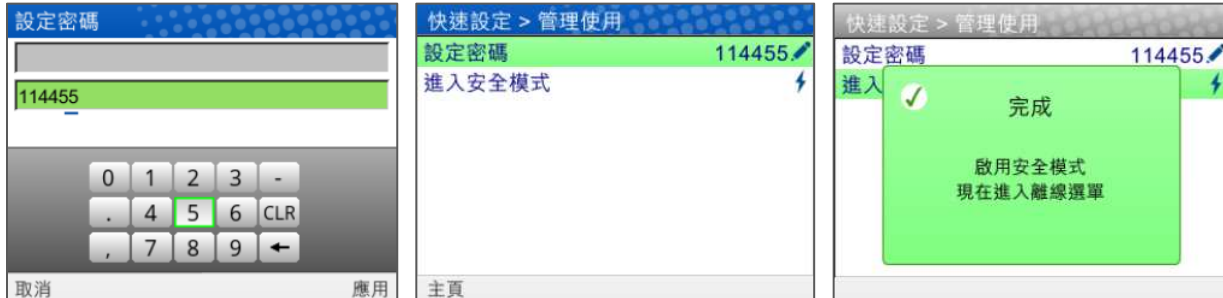 設定密碼
114455
0 1 2 3 -
. 4 5 6 CLR
, 7 8 9 ←
取消 應用
快速設定 > 管理使用
設定密碼 114455
進入安全模式
主頁
快速設定 > 管理使用
設定密碼 114455
進入
完成
啟用安全模式
現在進入離線選單